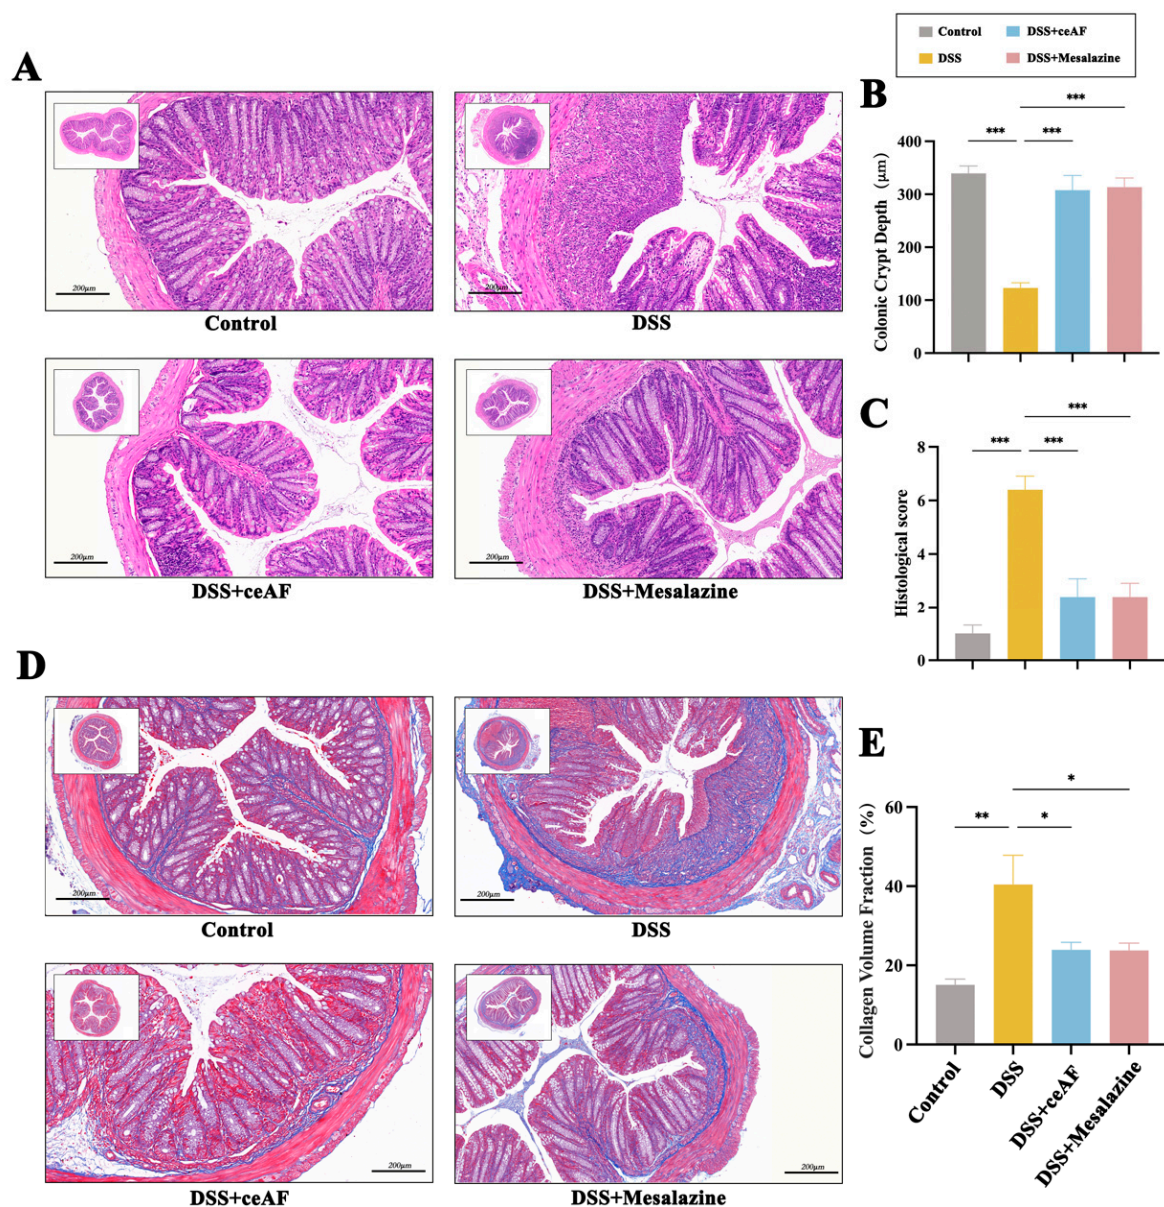 Control
DSS+ceAF
DSS
DSS+Mesalazine
A
200μm
Control
200μm
DSS
200μm
DSS+ceAF
200μm
DSS+Mesalazine
B
***
*** ***
Colonic Crypt Depth (μm)
400
300
200
100
0
C
***
*** ***
Histological score
8
6
4
2
0
D
200μm
Control
200μm
DSS
200μm
DSS+ceAF
200μm
DSS+Mesalazine
E
*
** *
Collagen Volume Fraction (%)
60
40
20
0
Control
DSS
DSS+ceAF
DSS+Mesalazine